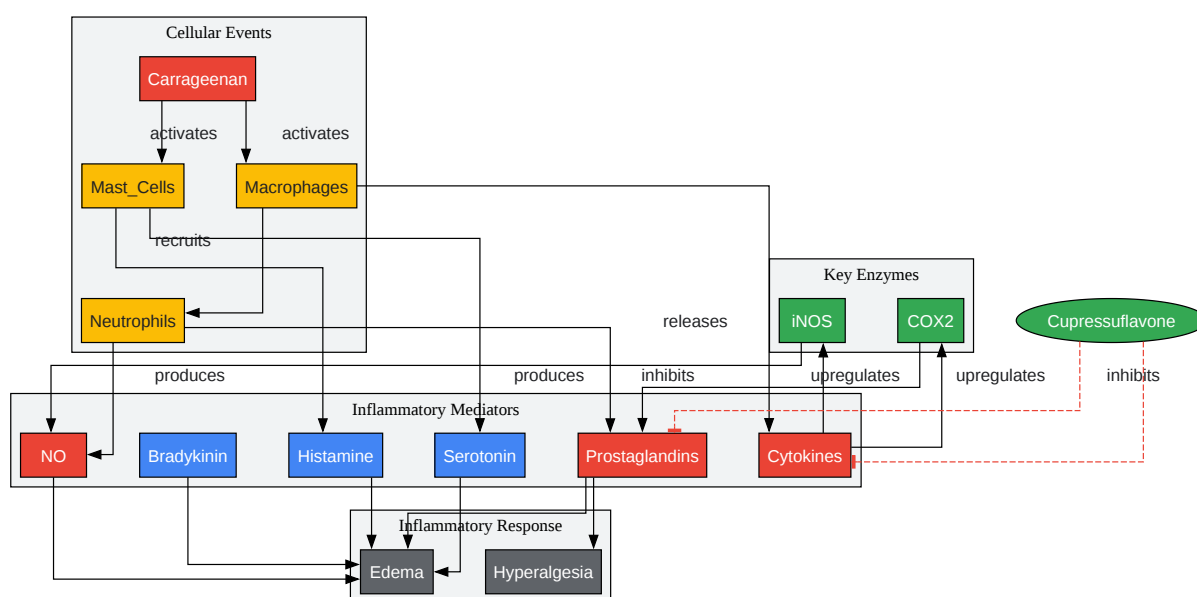 Cellular Events
Carrageenan
activates
activates
Mast_Cells
Macrophages
recruits
Key Enzymes
Neutrophils
releases
iNOS
COX2
Cupressuflavone
produces
produces
inhibits
upregulates
upregulates
inhibits
Inflammatory Mediators
NO
Bradykinin
Histamine
Serotonin
Prostaglandins
Cytokines
Inflammatory Response
Edema
Hyperalgesia